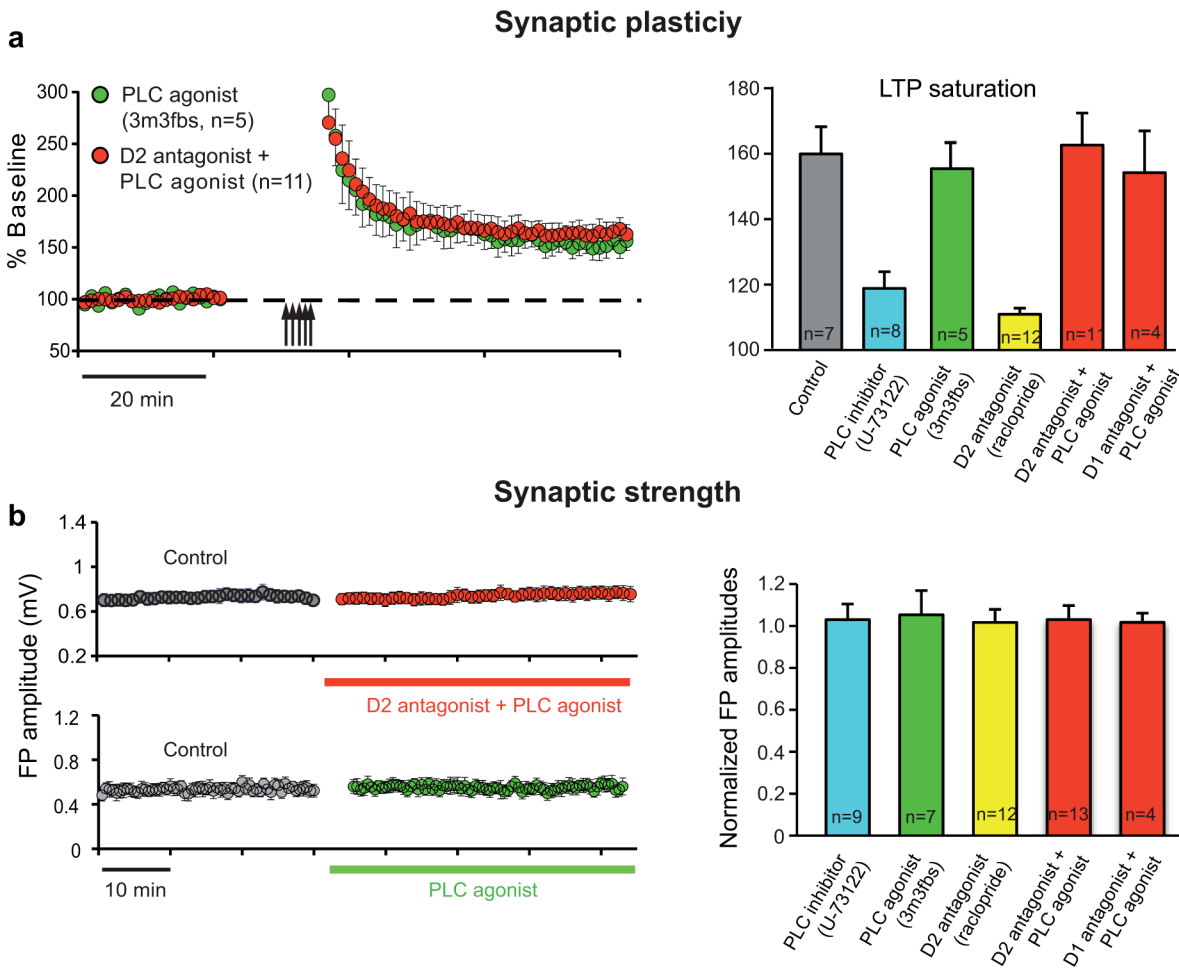 Synaptic plasticiy
a
% Baseline
300
250
200
150
100
50
PLC agonist
(3m3fbs, n=5)
D2 antagonist +
PLC agonist (n=11)
20 min
LTP saturation
180
160
140
120
100
n=7
n=8
n=5
n=12
n=11
n=4
Control
PLC inhibitor
(U-73122)
PLC agonist
(3m3fbs)
D2 antagonist
(raclopride)
D2 antagonist +
PLC agonist
D1 antagonist +
PLC agonist
Synaptic strength
b
FP amplitude (mV)
1.4
1
0.6
0.2
Control
D2 antagonist + PLC agonist
1.2
0.8
0.4
0
Control
10 min
PLC agonist
Normalized FP amplitudes
1.2
1.0
0.8
0.6
0.4
0.2
0
n=9
n=7
n=12
n=13
n=4
PLC inhibitor
(U-73122)
PLC agonist
(3m3fbs)
D2 antagonist
(raclopride)
D2 antagonist +
PLC agonist
D1 antagonist +
PLC agonist